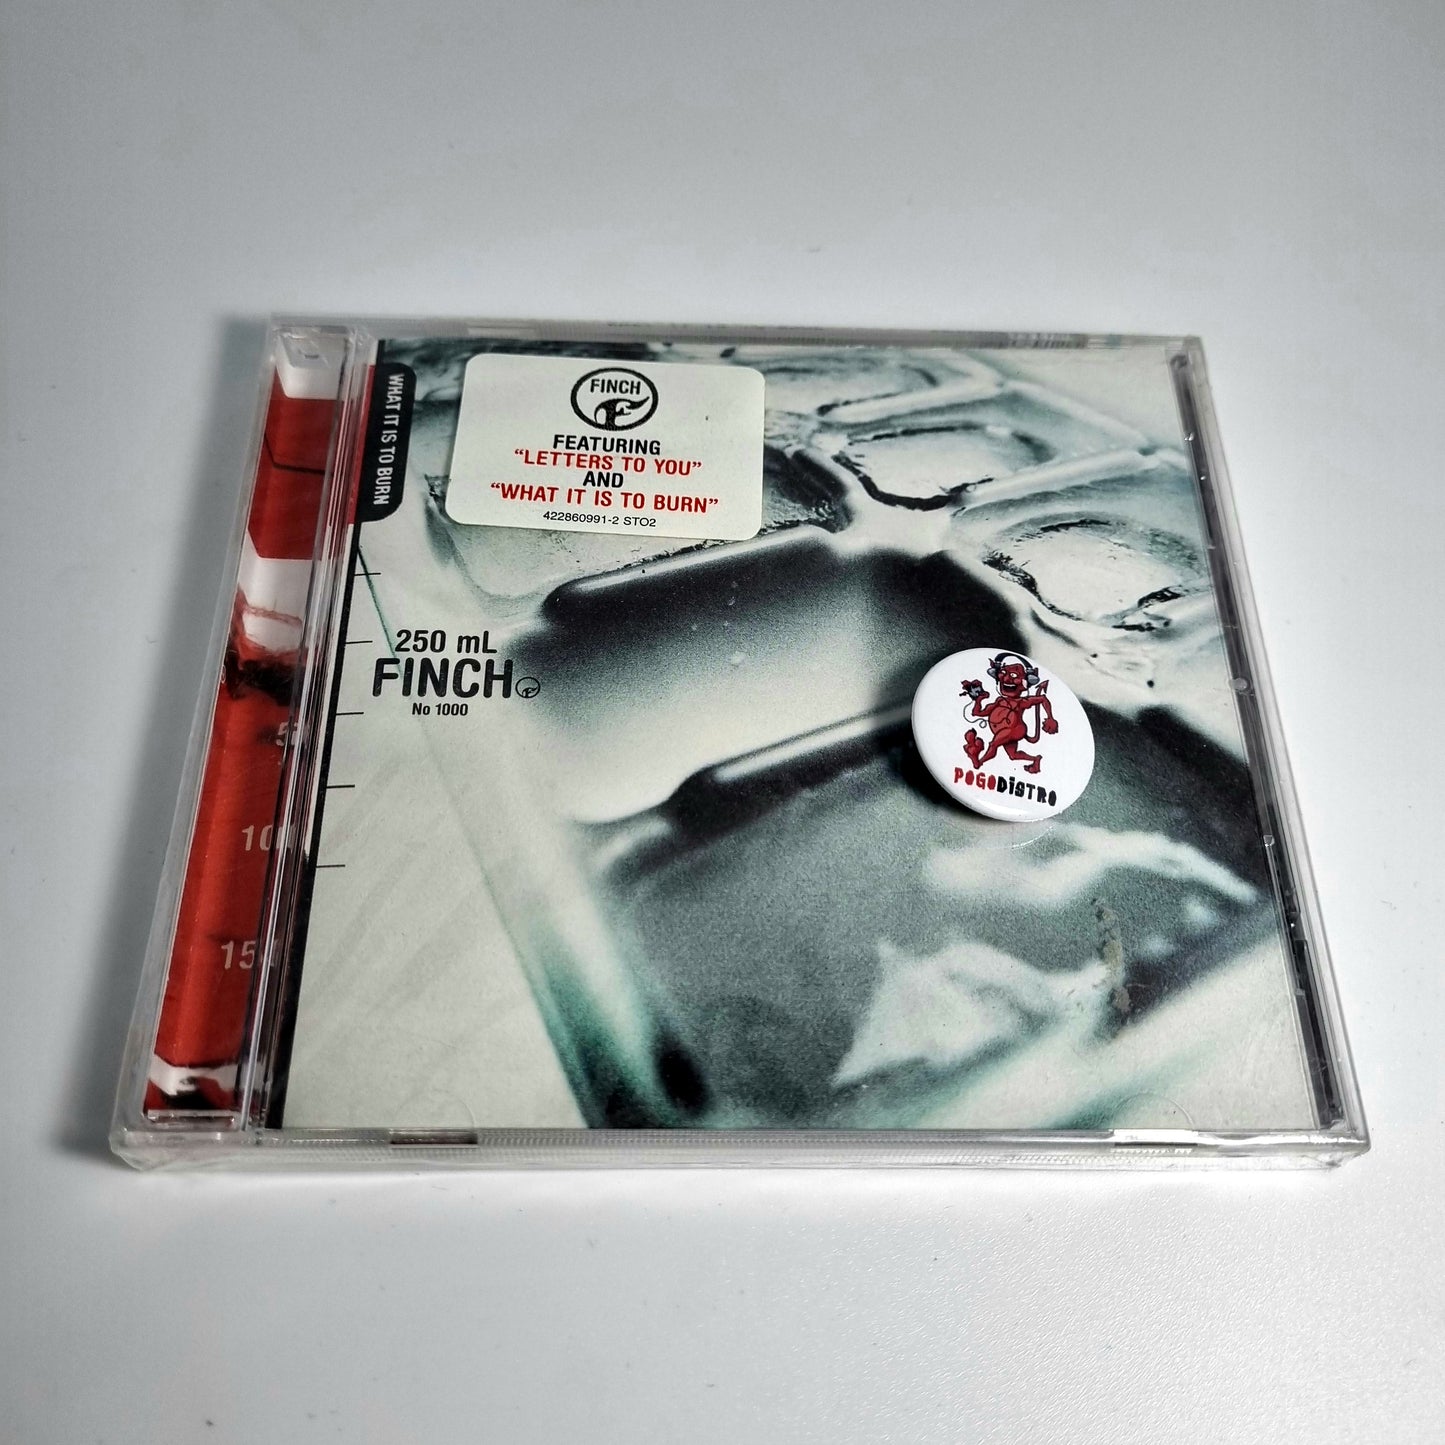 WHAT IT IS TO BURN
FINCH
FEATURING
“LETTERS TO YOU”
AND
“WHAT IT IS TO BURN”
422860991-2 STO2
250 mL
FINCH
No 1000
POGODISTRO